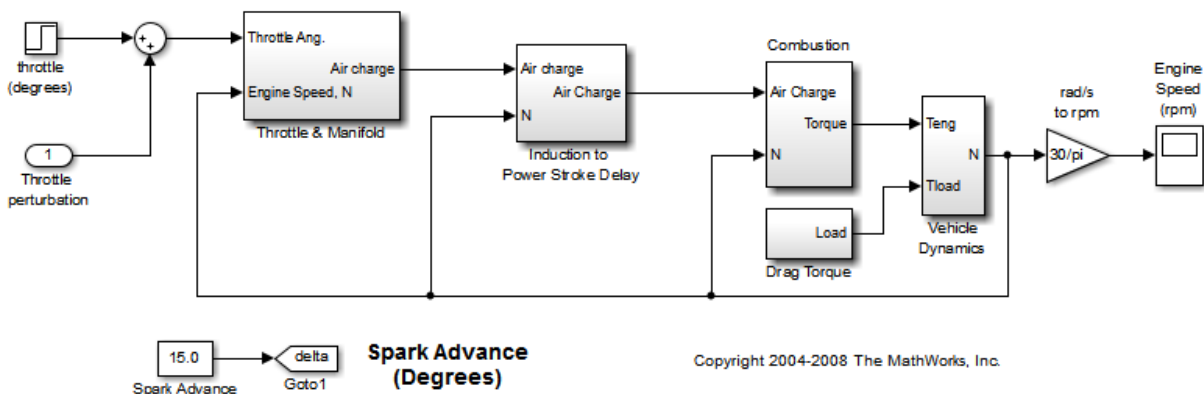 throttle
(degrees)
1
Throttle
perturbation
Throttle Ang.
Air charge
Engine Speed, N
Throttle & Manifold
Air charge
Air Charge
N
Induction to
Power Stroke Delay
Combustion
Air Charge
Torque
N
Load
Drag Torque
Teng
N
Tload
Vehicle
Dynamics
rad/s
to rpm
30/pi
Engine
Speed
(rpm)
15.0
Spark Advance
delta
Goto1
Spark Advance
(Degrees)
Copyright 2004-2008 The MathWorks, Inc.